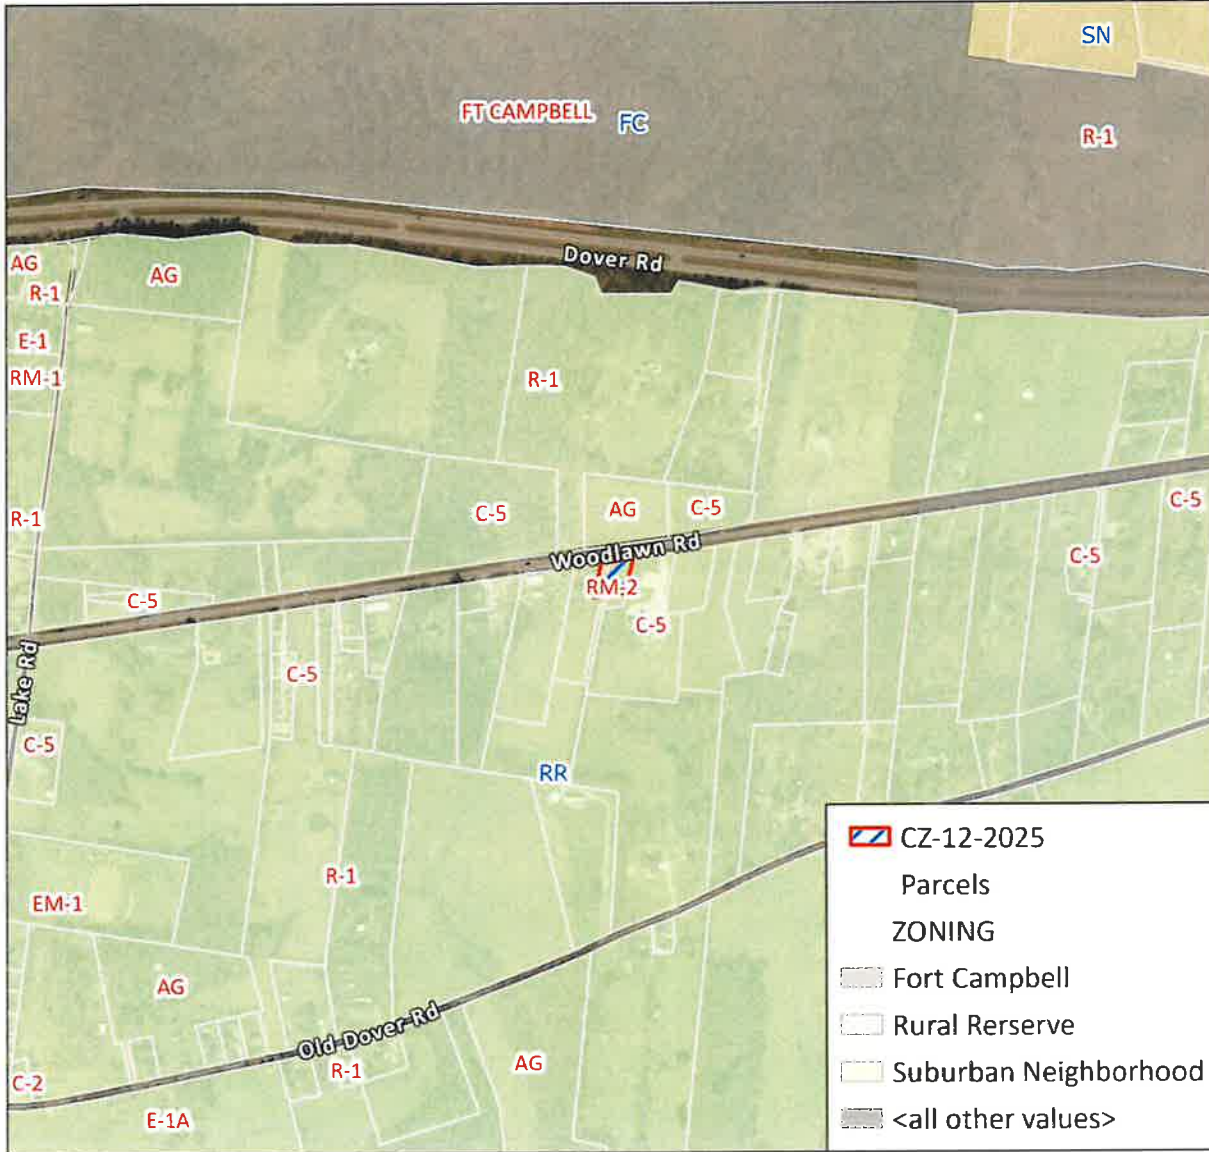 SN
FT CAMPBELL
FC
R-1
Dover Rd
AG
AG
R-1
E-1
RM-1
R-1
R-1
C-5
AG
C-5
C-5
Woodlawn Rd
RM-2
C-5
C-5
C-5
Lake Rd
C-5
C-5
RR
R-1
EM-1
AG
Old Dover Rd
R-1
AG
C-2
E-1A
CZ-12-2025
Parcels
ZONING
Fort Campbell
Rural Rerserve
Suburban Neighborhood
<all other values>